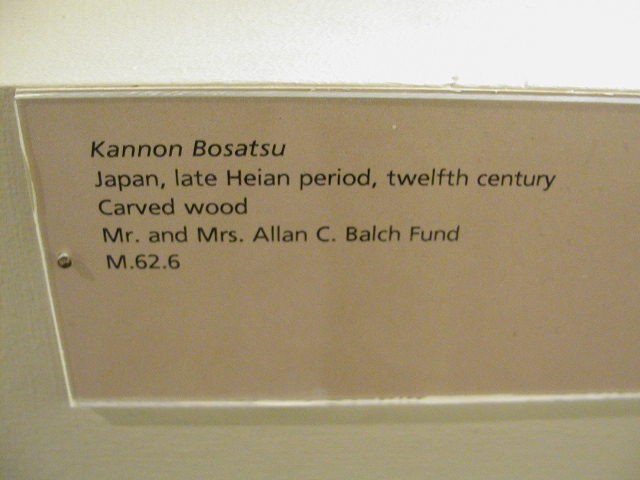 Kannon Bosatsu
Japan, late Heian period, twelfth century
Carved wood
Mr. and Mrs. Allan C. Balch Fund
M.62.6